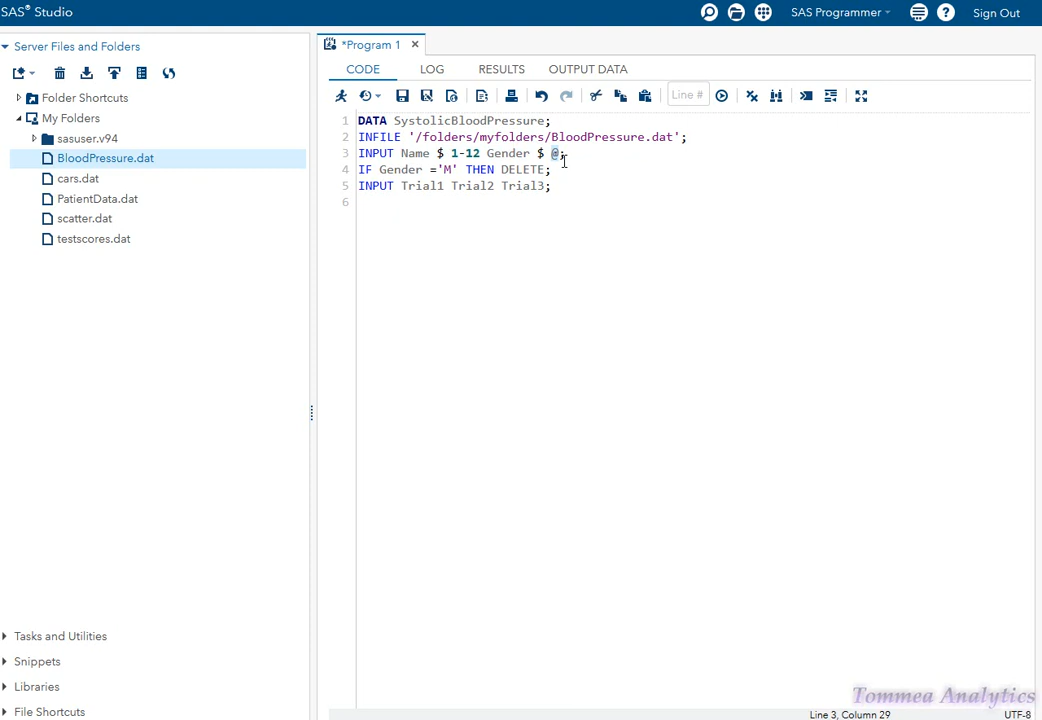 SAS® Studio
SAS Programmer
Sign Out
Server Files and Folders
Folder Shortcuts
My Folders
sasuser.v94
BloodPressure.dat
cars.dat
PatientData.dat
scatter.dat
testscores.dat
Tasks and Utilities
Snippets
Libraries
File Shortcuts
*Program 1
CODE LOG RESULTS OUTPUT DATA
Line #
1 DATA SystolicBloodPressure;
2 INFILE '/folders/myfolders/BloodPressure.dat';
3 INPUT Name $ 1-12 Gender $ @;
4 IF Gender ='M' THEN DELETE;
5 INPUT Trial1 Trial2 Trial3;
6
Tommea Analytics
Line 3, Column 29
UTF-8